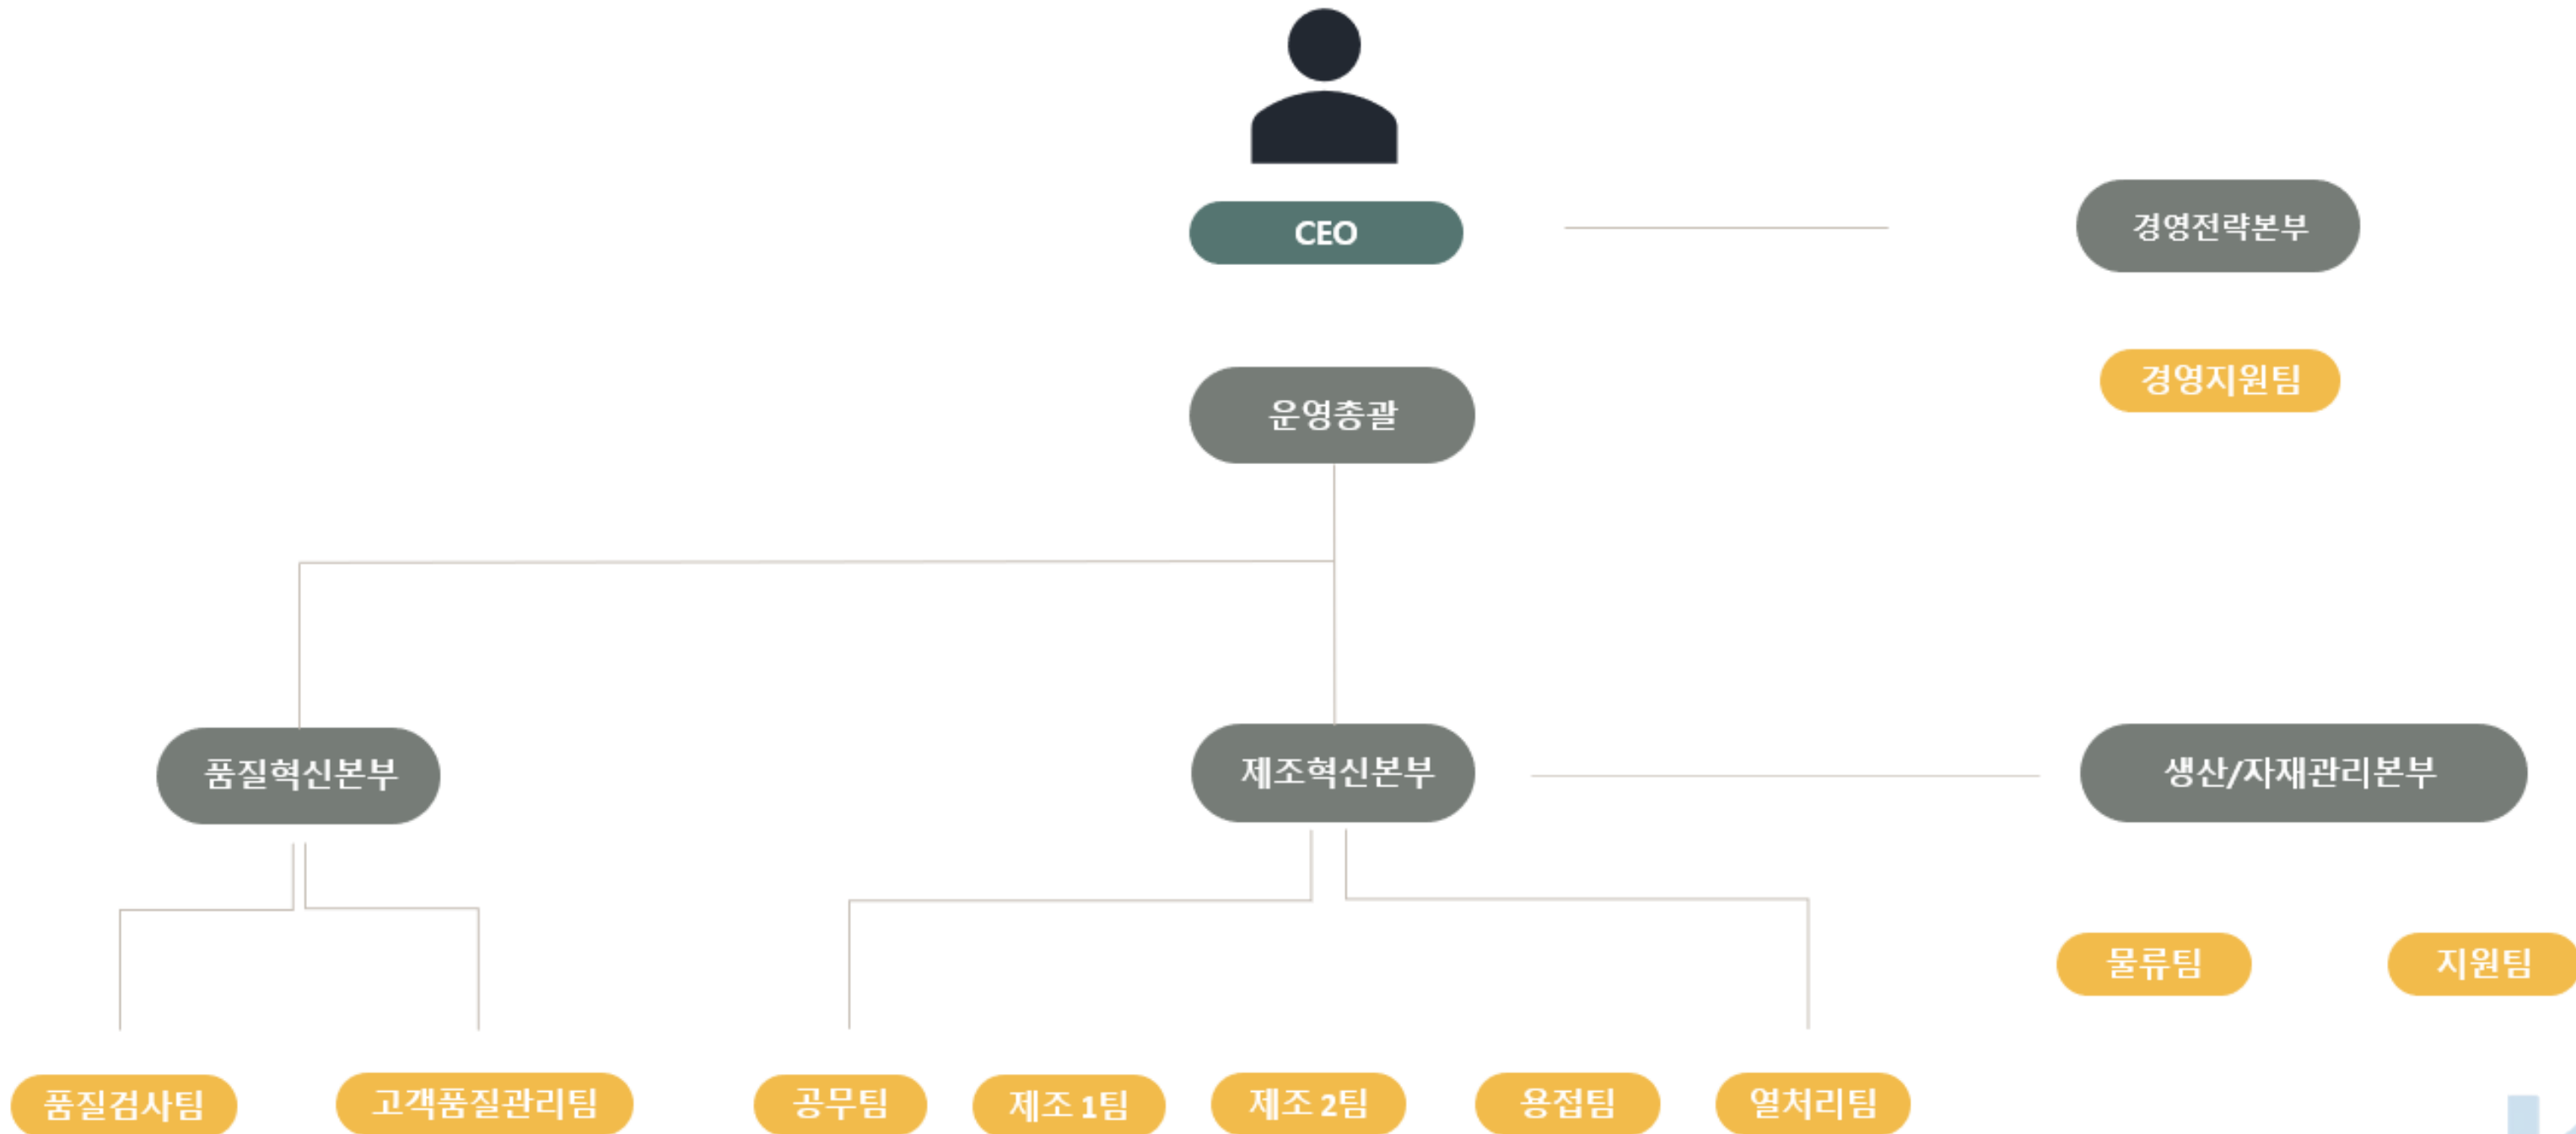 CEO
경영전략본부
경영지원팀
운영총괄
품질혁신본부
제조혁신본부
생산/자재관리본부
물류팀
지원팀
품질검사팀
고객품질관리팀
공무팀
제조 1팀
제조 2팀
용접팀
열처리팀